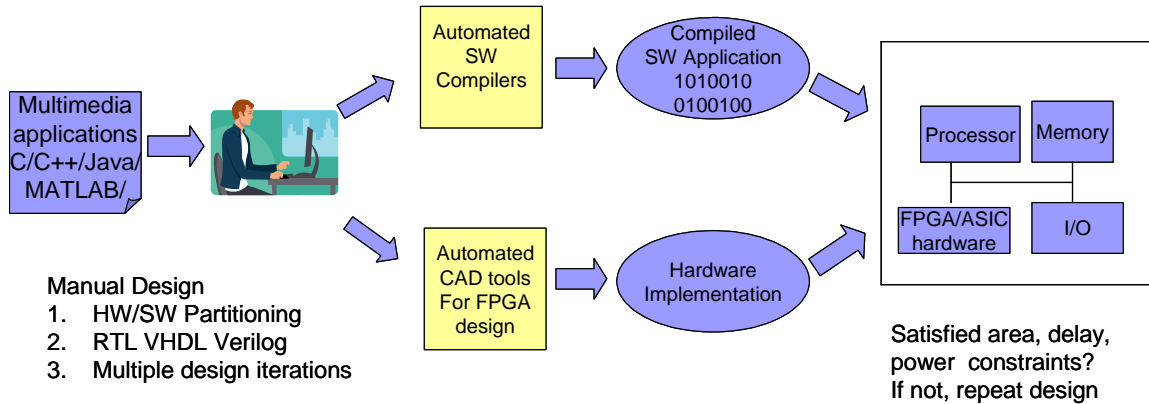 Multimedia
applications
C/C++/Java/
MATLAB/
Automated
SW
Compilers
Compiled
SW Application
1010010
0100100
Automated
CAD tools
For FPGA
design
Hardware
Implementation
Processor
Memory
FPGA/ASIC
hardware
I/O
Manual Design
1. HW/SW Partitioning
2. RTL VHDL Verilog
3. Multiple design iterations
Satisfied area, delay,
power constraints?
If not, repeat design